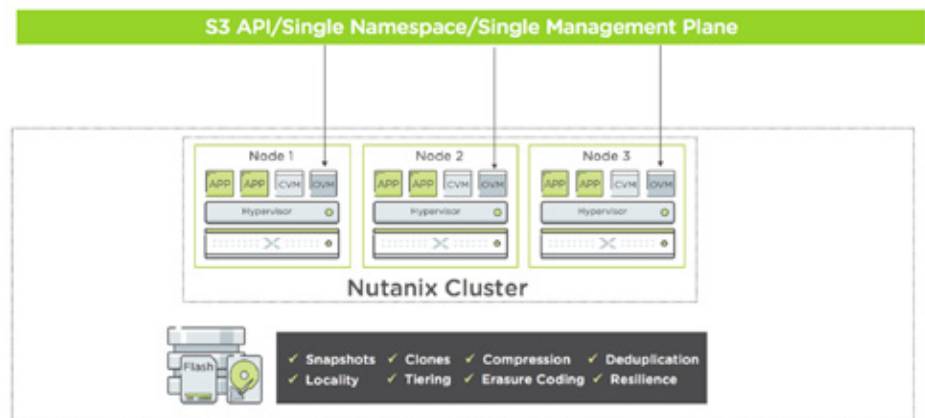 S3 API/Single Namespace/Single Management Plane
Node 1 Node 2 Node 3
APP APP CVM OVM APP APP CVM OVM APP APP CVM OVM
Hypervisor Hypervisor Hypervisor
Nutanix Cluster
Flash
✓ Snapshots ✓ Clones ✓ Compression ✓ Deduplication
✓ Locality ✓ Tiering ✓ Erasure Coding ✓ Resilience